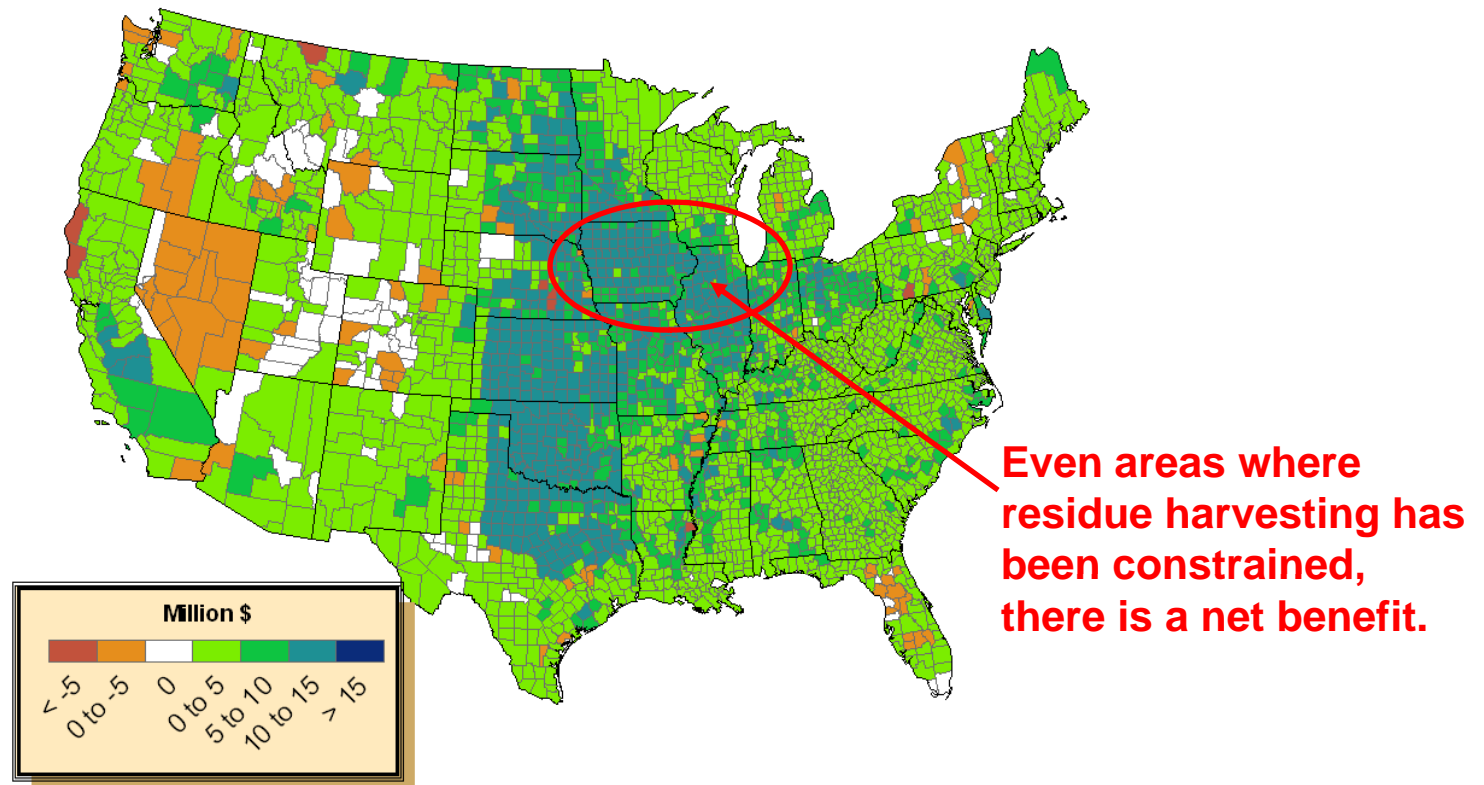 Even areas where
residue harvesting has
been constrained,
there is a net benefit.
Million $
< -5
0 to -5
0
0 to 5
5 to 10
10 to 15
> 15